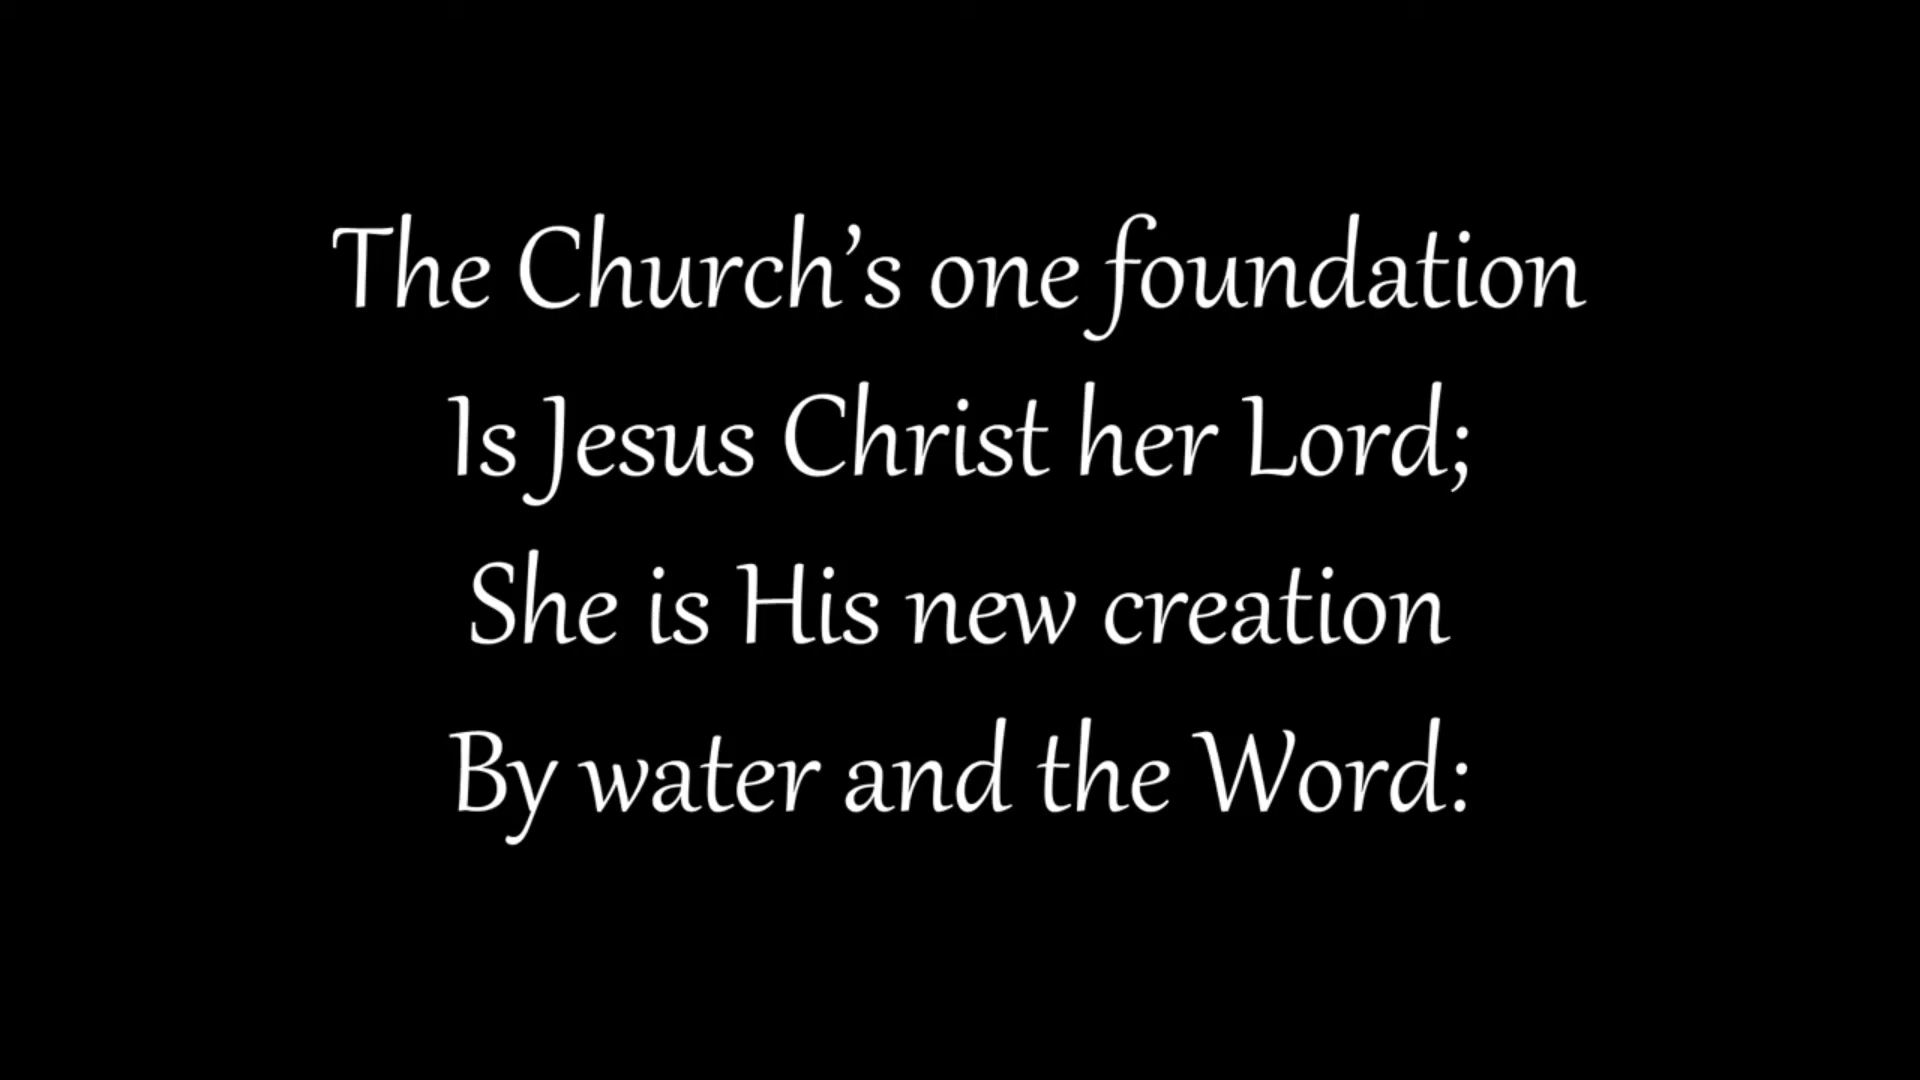 The Church’s one foundation
Is Jesus Christ her Lord;
She is His new creation
By water and the Word: